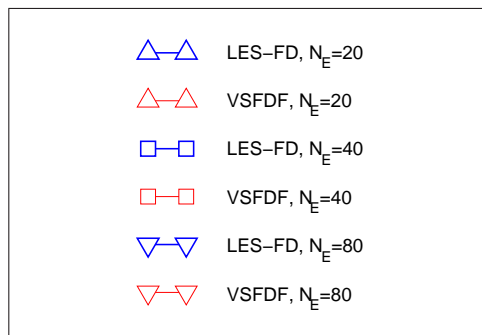 LES−FD, N_E=20
VSFDF, N_E=20
LES−FD, N_E=40
VSFDF, N_E=40
LES−FD, N_E=80
VSFDF, N_E=80